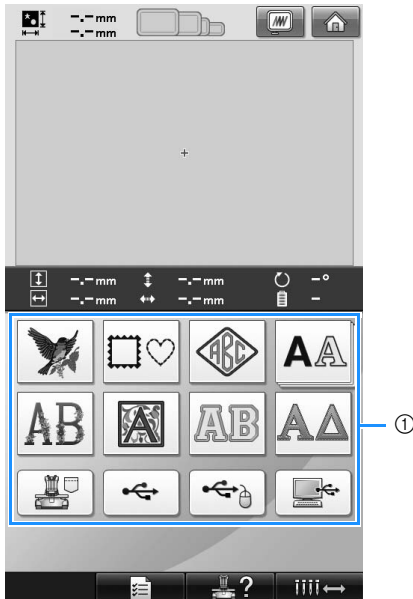 -.- mm
-.- mm
-.- mm -.- mm -°
-.- mm -.- mm -
ABC AA
AB A AB AΔ
?
①